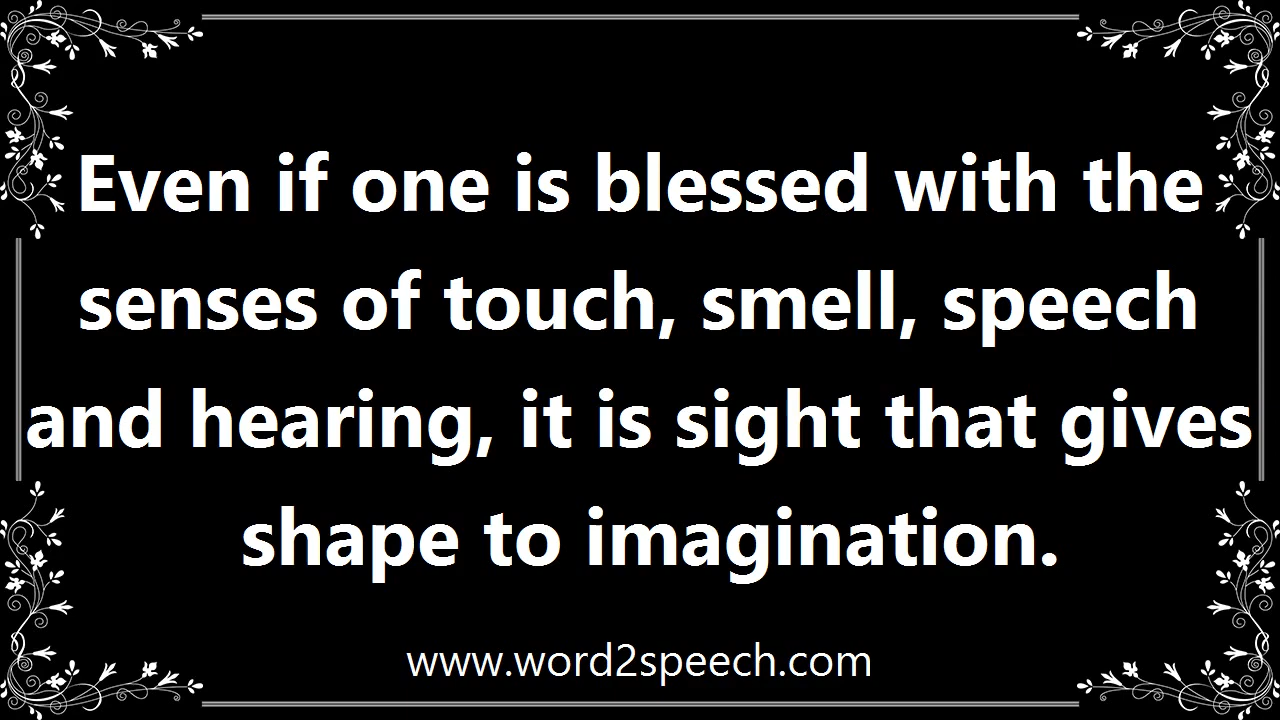 Even if one is blessed with the
senses of touch, smell, speech
and hearing, it is sight that gives
shape to imagination.
www.word2speech.com